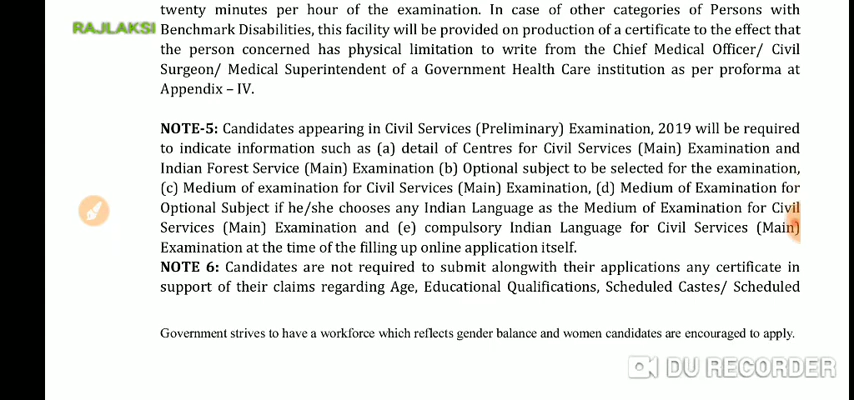 twenty minutes per hour of the examination. In case of other categories of Persons with
RAJLAKSI
Benchmark Disabilities, this facility will be provided on production of a certificate to the effect that
the person concerned has physical limitation to write from the Chief Medical Officer/ Civil
Surgeon/ Medical Superintendent of a Government Health Care institution as per proforma at
Appendix – IV.
NOTE-5: Candidates appearing in Civil Services (Preliminary) Examination, 2019 will be required
to indicate information such as (a) detail of Centres for Civil Services (Main) Examination and
Indian Forest Service (Main) Examination (b) Optional subject to be selected for the examination,
(c) Medium of examination for Civil Services (Main) Examination, (d) Medium of Examination for
Optional Subject if he/she chooses any Indian Language as the Medium of Examination for Civil
Services (Main) Examination and (e) compulsory Indian Language for Civil Services (Main)
Examination at the time of the filling up online application itself.
NOTE 6: Candidates are not required to submit alongwith their applications any certificate in
support of their claims regarding Age, Educational Qualifications, Scheduled Castes/ Scheduled
Government strives to have a workforce which reflects gender balance and women candidates are encouraged to apply.
DU RECORDER